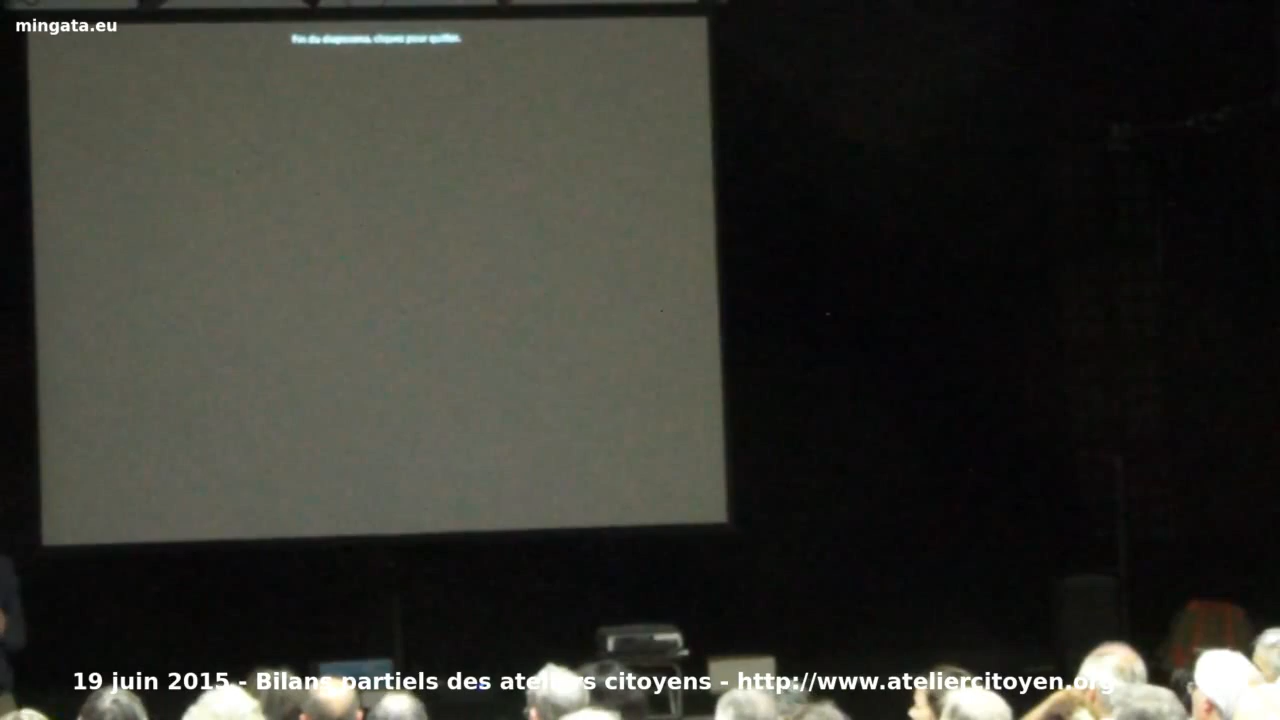 mingata.eu
Fin du diaporama, cliquez pour quitter.
19 juin 2015 - Bilans partiels des ateliers citoyens - http://www.ateliercitoyen.org